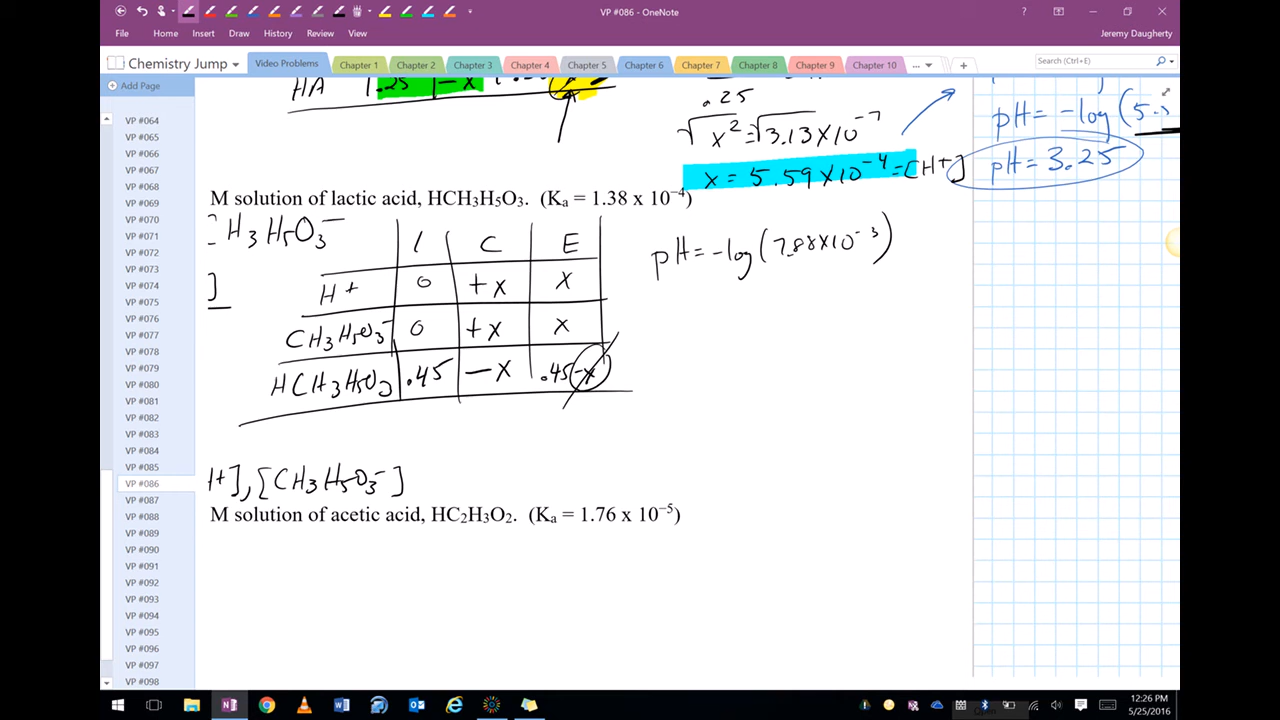 VP #086 - OneNote
File Home Insert Draw History Review View Jeremy Daugherty
Chemistry Jump Video Problems Chapter 1 Chapter 2 Chapter 3 Chapter 4 Chapter 5 Chapter 6 Chapter 7 Chapter 8 Chapter 9 Chapter 10 ... Search (Ctrl+E)
Add Page
VP #064
VP #065
VP #066
VP #067
VP #068
VP #069
VP #070
VP #071
VP #072
VP #073
VP #074
VP #075
VP #076
VP #077
VP #078
VP #079
VP #080
VP #081
VP #082
VP #083
VP #084
VP #085
VP #086
VP #087
VP #088
VP #089
VP #090
VP #091
VP #092
VP #093
VP #094
VP #095
VP #096
VP #097
VP #098
HA 1.25 -x
.25
√x² = √3.13x10⁻⁷
x = 5.59x10⁻⁴ = [H+]
pH = -log(5.
pH = 3.25
M solution of lactic acid, HCH₃H₅O₃. (Kₐ = 1.38 x 10⁻⁴)
H₃H₅O₃⁻
]
I C E
H+ 0 +x x
CH₃H₅O₃⁻ 0 +x x
HCH₃H₅O₃ .45 -x .45-x
pH = -log(7.88x10⁻³)
H+], [CH₃H₅O₃⁻]
M solution of acetic acid, HC₂H₃O₂. (Kₐ = 1.76 x 10⁻⁵)
12:26 PM
5/25/2016